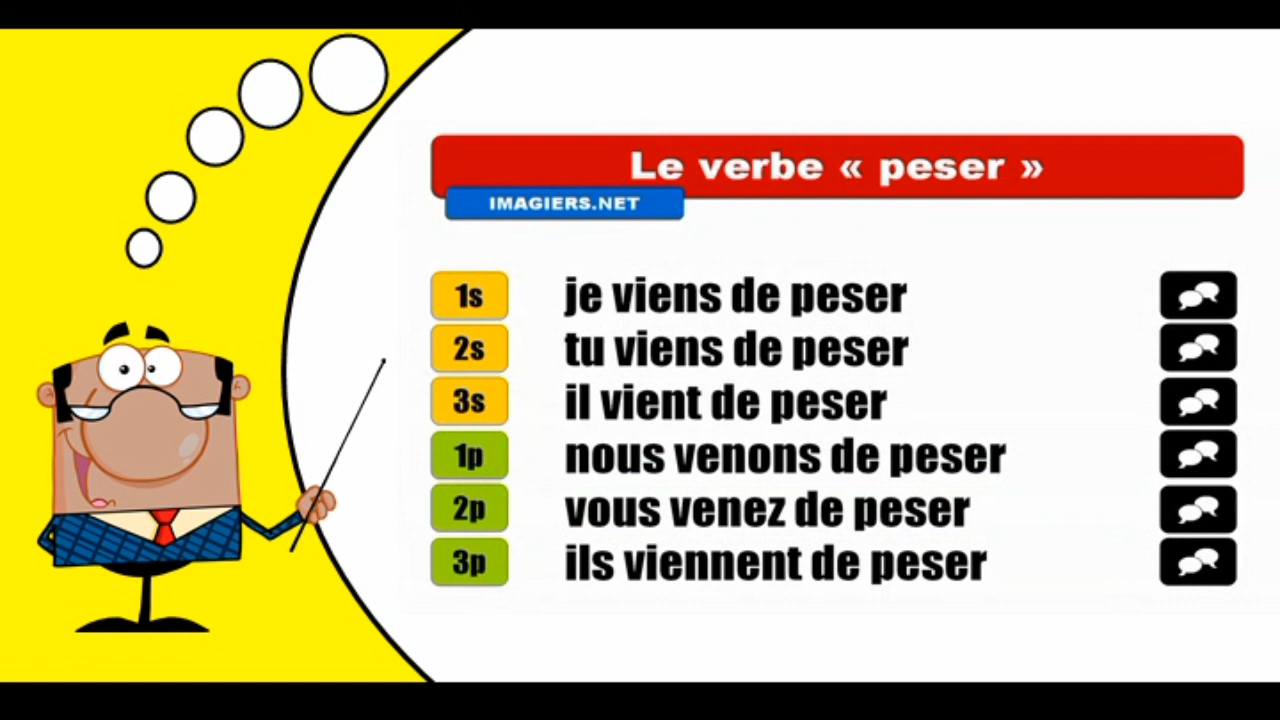 Le verbe « peser »
IMAGIERS.NET
1s je viens de peser
2s tu viens de peser
3s il vient de peser
1p nous venons de peser
2p vous venez de peser
3p ils viennent de peser